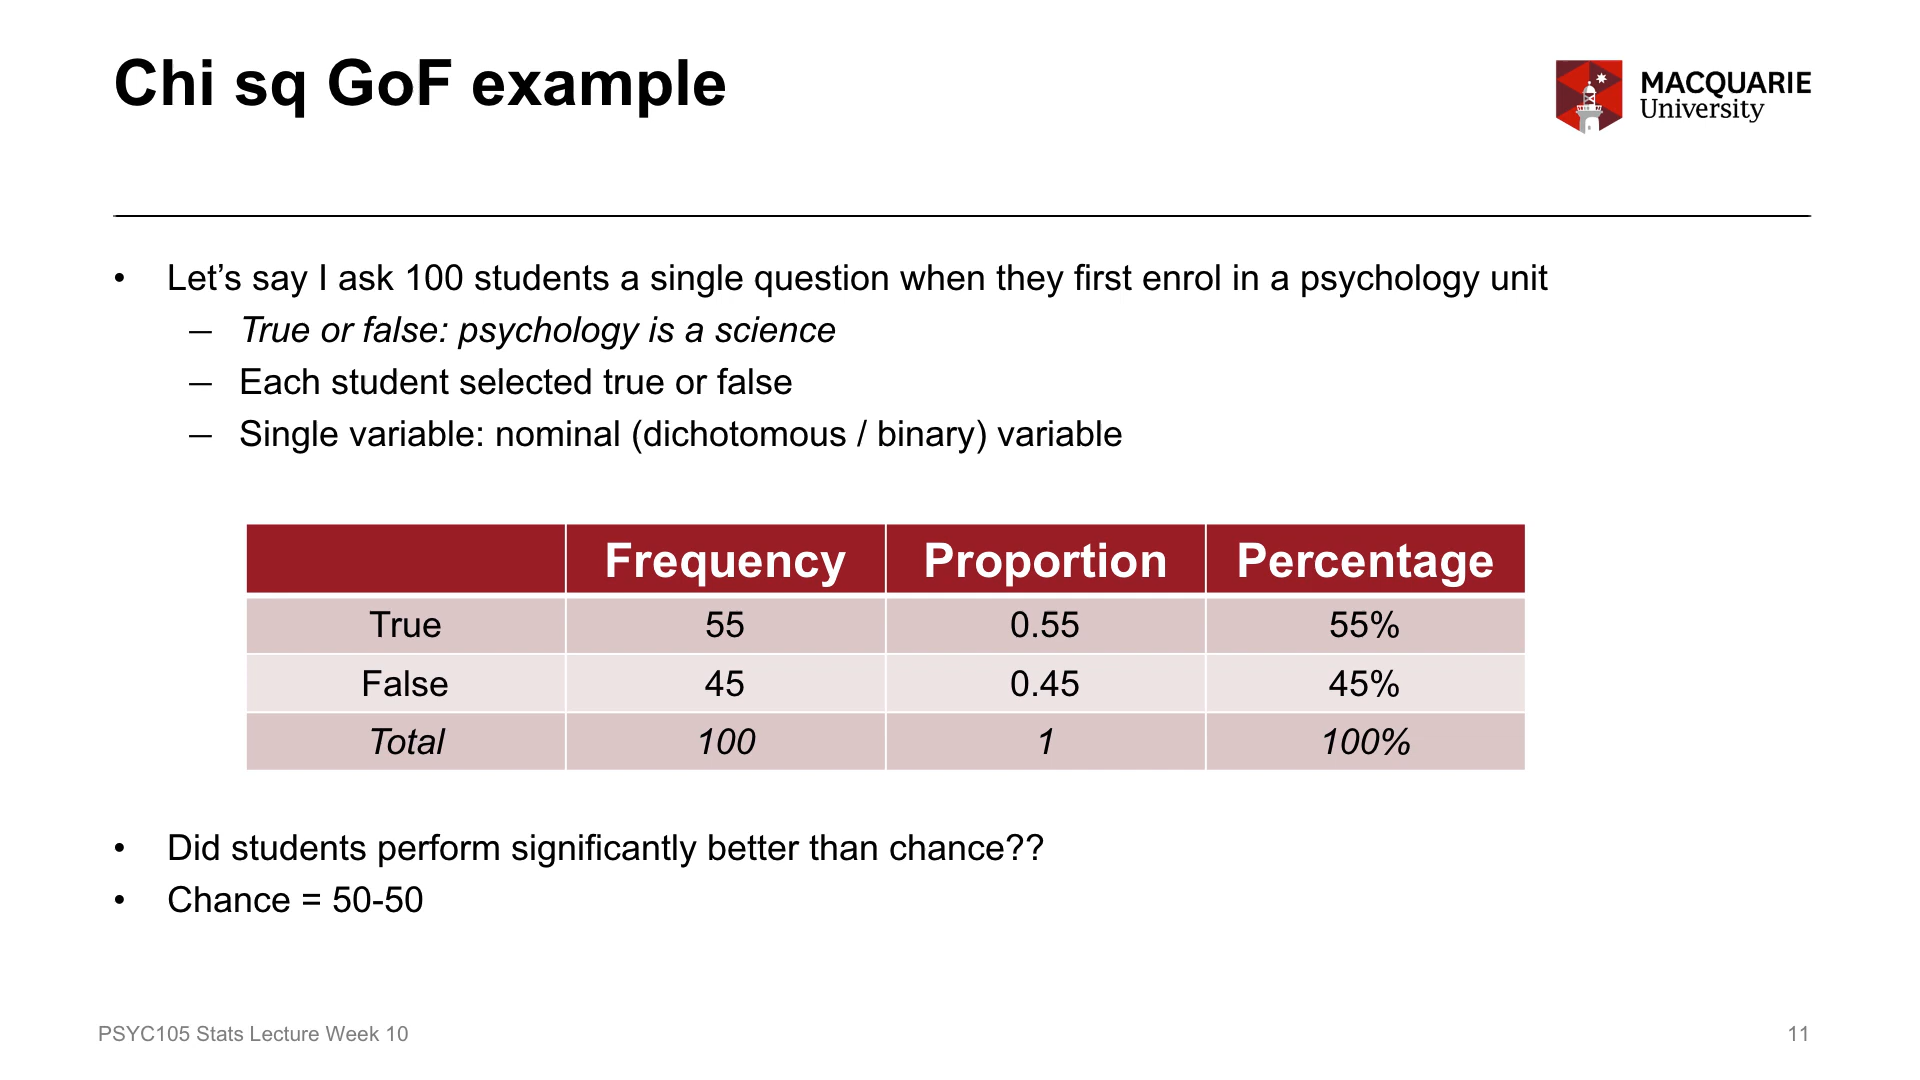 Chi sq GoF example
MACQUARIE
University
• Let’s say I ask 100 students a single question when they first enrol in a psychology unit
– True or false: psychology is a science
– Each student selected true or false
– Single variable: nominal (dichotomous / binary) variable
Frequency Proportion Percentage
True 55 0.55 55%
False 45 0.45 45%
Total 100 1 100%
• Did students perform significantly better than chance??
• Chance = 50-50
PSYC105 Stats Lecture Week 10 11